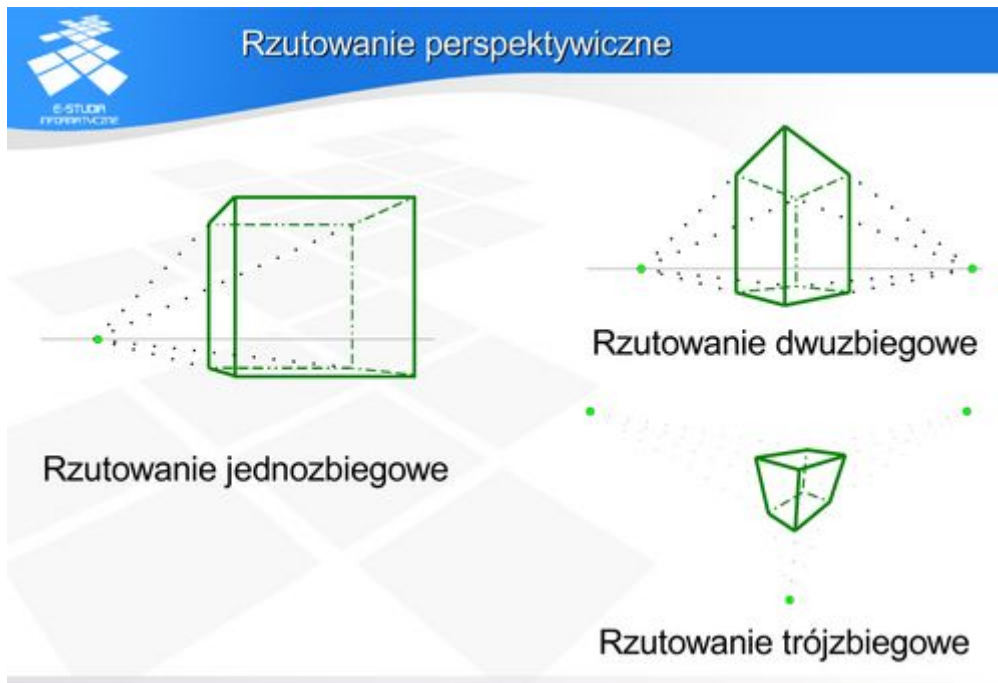 Rzutowanie perspektywiczne
E-STUDIA
INFORMATYCZNE
Rzutowanie jednozbiegowe
Rzutowanie dwuzbiegowe
Rzutowanie trójzbiegowe